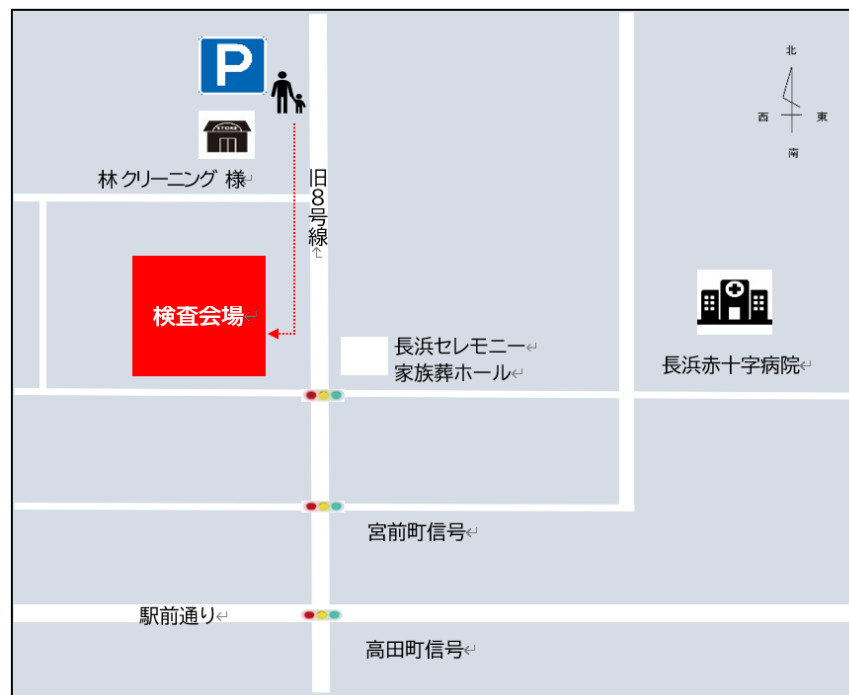 P
北
西
東
南
STORE
林クリーニング 様↵
旧8号線↵
検査会場↵
長浜セレモニー↵
家族葬ホール↵
長浜赤十字病院↵
宮前町信号↵
駅前通り↵
高田町信号↵